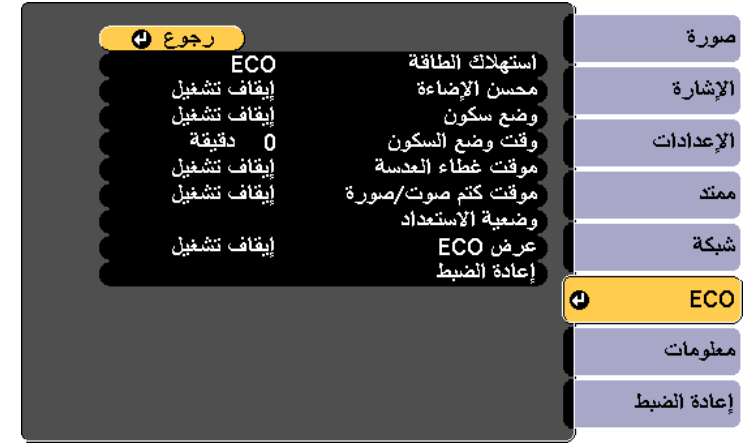 صورة
الإشارة
الإعدادات
ممتد
شبكة
ECO
معلومات
إعادة الضبط
رجوع
استهلاك الطاقة ECO
محسن الإضاءة إيقاف تشغيل
وضع سكون إيقاف تشغيل
وقت وضع السكون 0 دقيقة
موقت غطاء العدسة إيقاف تشغيل
موقت كتم صوت/صورة إيقاف تشغيل
وضعية الاستعداد
عرض ECO إيقاف تشغيل
إعادة الضبط